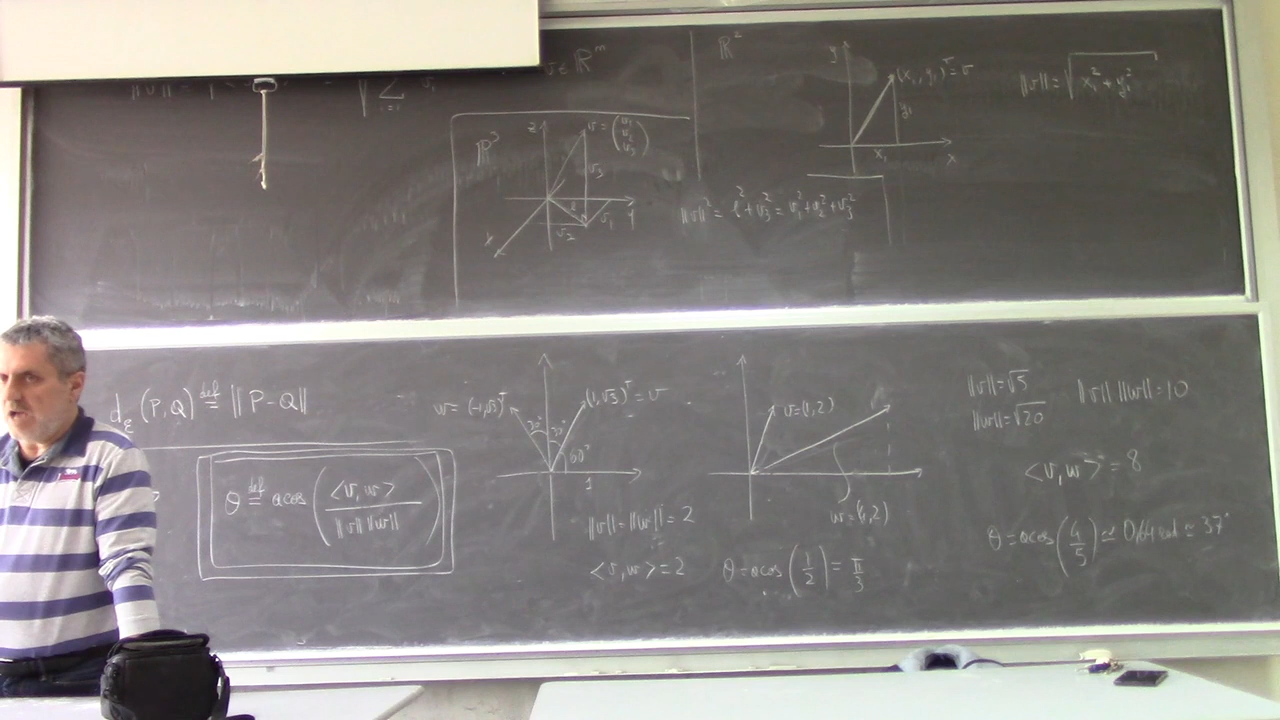 v ∈ ℝⁿ
ℝ³
z
v = (v₁ v₂ v₃)
v₃
l
y
v₁
v₂
x
ℝ²
y
(x₁, y₁)ᵀ = v
y₁
x₁
x
||v|| = √(x₁² + y₁²)
||v||² = l² + v₃² = v₁² + v₂² + v₃²
d_E (P, Q) ≝ ||P - Q||
θ ≝ acos (<v, w> / ||v|| ||w||)
w = (-1, √3)ᵀ
(1, √3)ᵀ = v
30°
30°
60°
1
||v|| = ||w|| = 2
<v, w> = 2
v = (1, 2)
w = (4, 2)
θ = acos (1/2) = π/3
||v|| = √5
||w|| = √20
||v|| ||w|| = 10
<v, w> = 8
θ = acos (4/5) ≃ 0,64 rad ≃ 37°